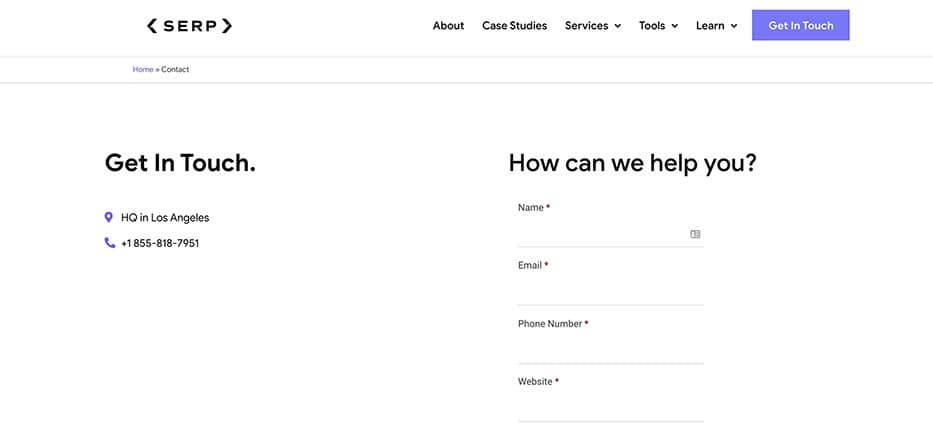 < SERP >
About Case Studies Services Tools Learn Get In Touch
Home » Contact
Get In Touch.
HQ in Los Angeles
+1 855-818-7951
How can we help you?
Name *
Email *
Phone Number *
Website *